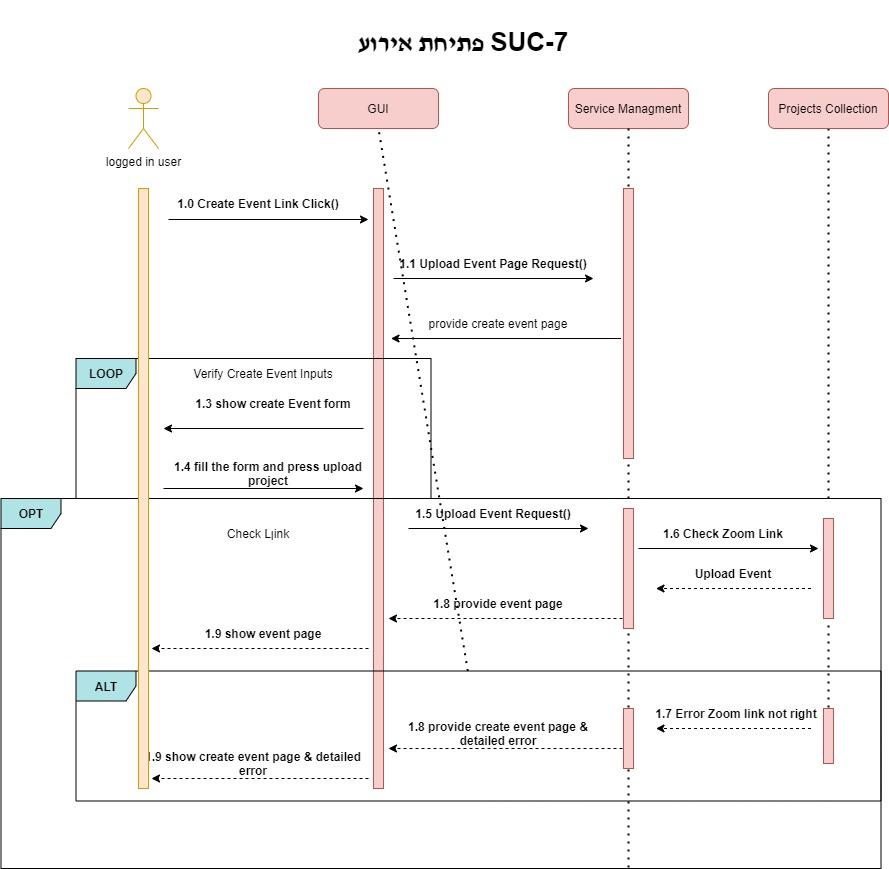 SUC-7 פתיחת אירוע
GUI
Service Managment
Projects Collection
logged in user
1.0 Create Event Link Click()
1.1 Upload Event Page Request()
provide create event page
LOOP
Verify Create Event Inputs
1.3 show create Event form
1.4 fill the form and press upload
project
OPT
1.5 Upload Event Request()
Check Link
1.6 Check Zoom Link
Upload Event
1.8 provide event page
1.9 show event page
ALT
1.7 Error Zoom link not right
1.8 provide create event page &
detailed error
1.9 show create event page & detailed
error